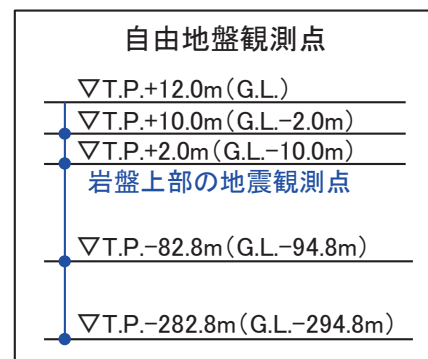 自由地盤観測点
▽T.P.+12.0m(G.L.)
▽T.P.+10.0m(G.L.-2.0m)
▽T.P.+2.0m(G.L.-10.0m)
岩盤上部の地震観測点
▽T.P.-82.8m(G.L.-94.8m)
▽T.P.-282.8m(G.L.-294.8m)